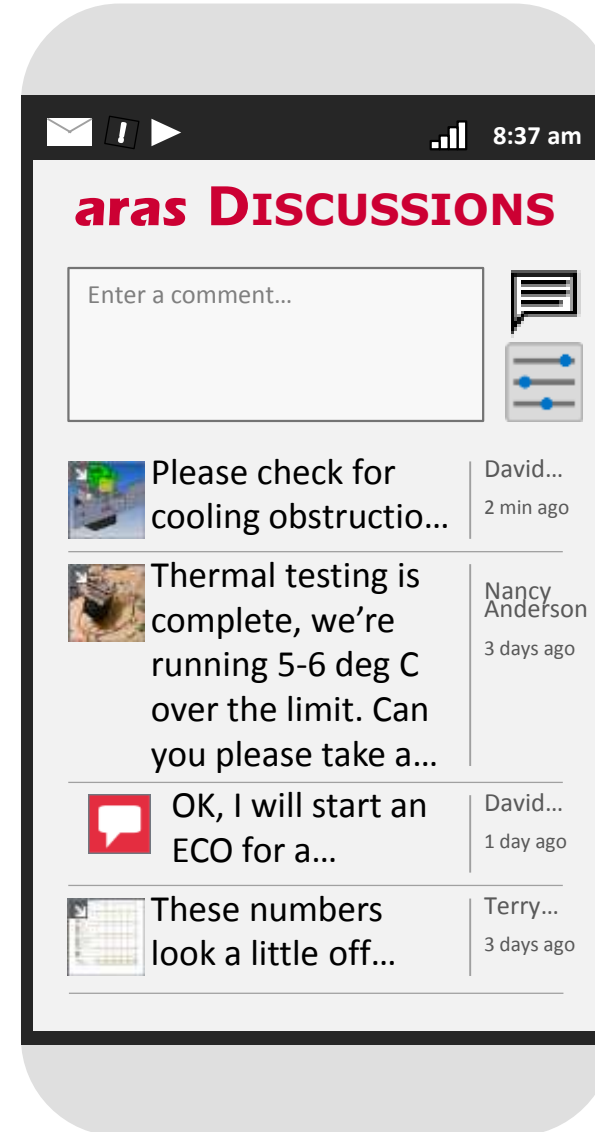 8:37 am
aras DISCUSSIONS
Enter a comment…
Please check for
cooling obstructio…
David…
2 min ago
Thermal testing is
complete, we’re
running 5-6 deg C
over the limit. Can
you please take a…
Nancy
Anderson
3 days ago
OK, I will start an
ECO for a…
David…
1 day ago
These numbers
look a little off…
Terry…
3 days ago